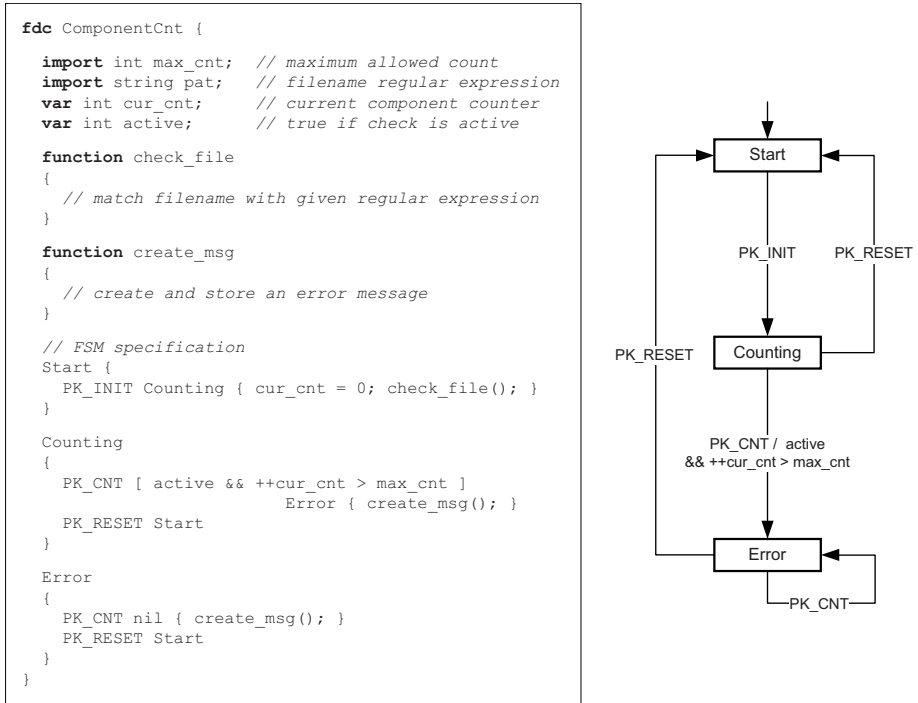 fdc ComponentCnt {
import int max_cnt; // maximum allowed count
import string pat; // filename regular expression
var int cur_cnt; // current component counter
var int active; // true if check is active
function check_file
{
// match filename with given regular expression
}
function create_msg
{
// create and store an error message
}
// FSM specification
Start {
PK_INIT Counting { cur_cnt = 0; check_file(); }
}
Counting
{
PK_CNT [ active && ++cur_cnt > max_cnt ]
Error { create_msg(); }
PK_RESET Start
}
Error
{
PK_CNT nil { create_msg(); }
PK_RESET Start
}
}
Start
PK_INIT
PK_RESET
PK_RESET
Counting
PK_CNT / active
&& ++cur_cnt > max_cnt
Error
PK_CNT